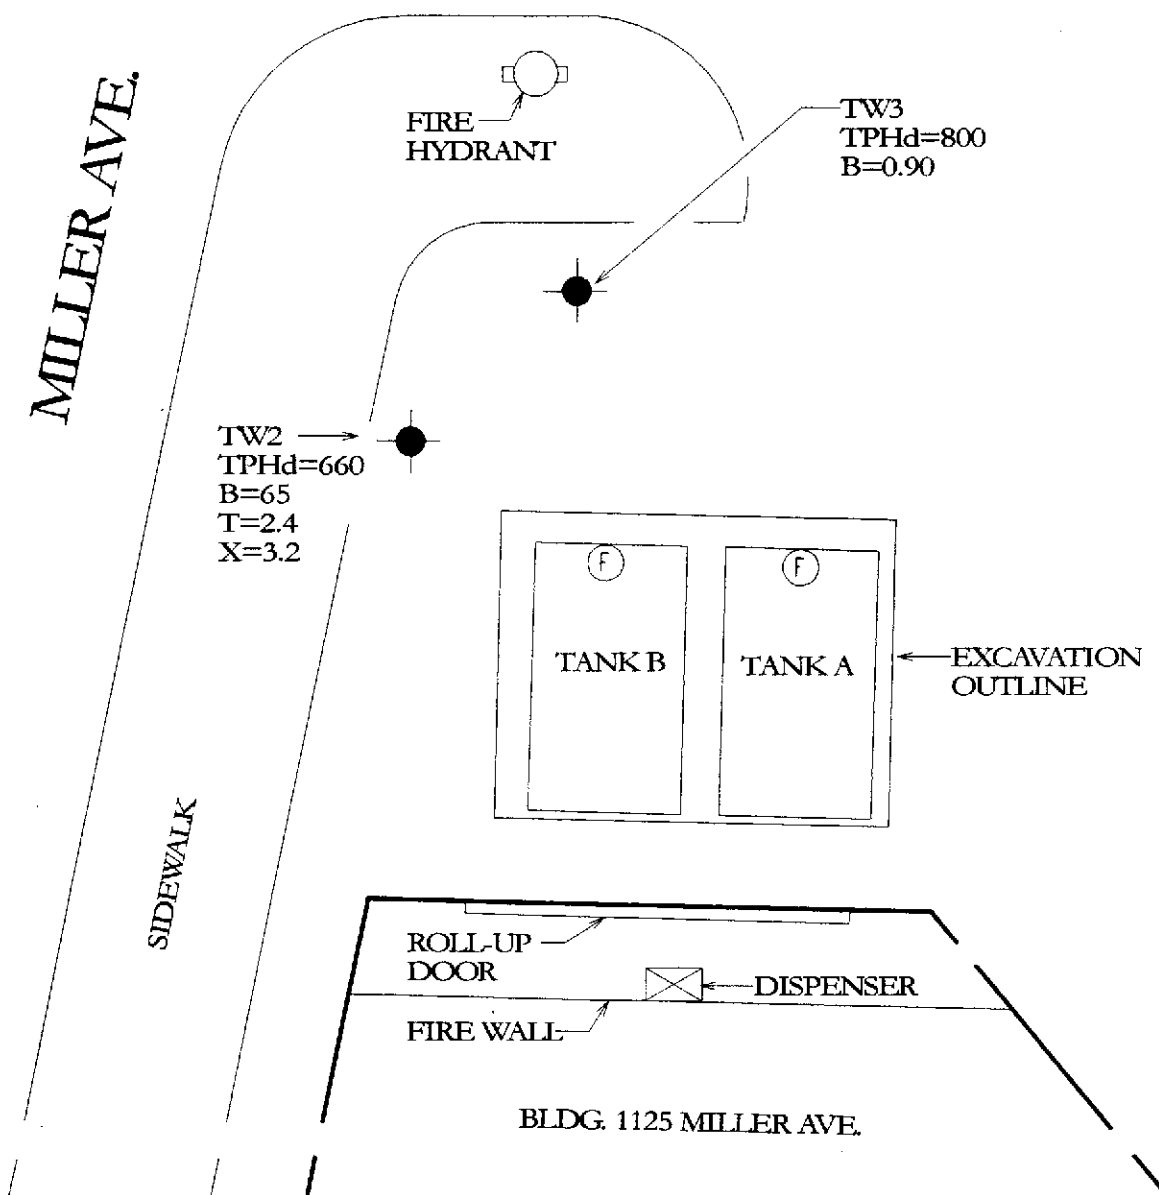 MILLER AVE.
FIRE
HYDRANT
TW3
TPHd=800
B=0.90
TW2
TPHd=660
B=65
T=2.4
X=3.2
F
F
TANK B
TANK A
EXCAVATION
OUTLINE
SIDEWALK
ROLL-UP
DOOR
DISPENSER
FIRE WALL
BLDG. 1125 MILLER AVE.